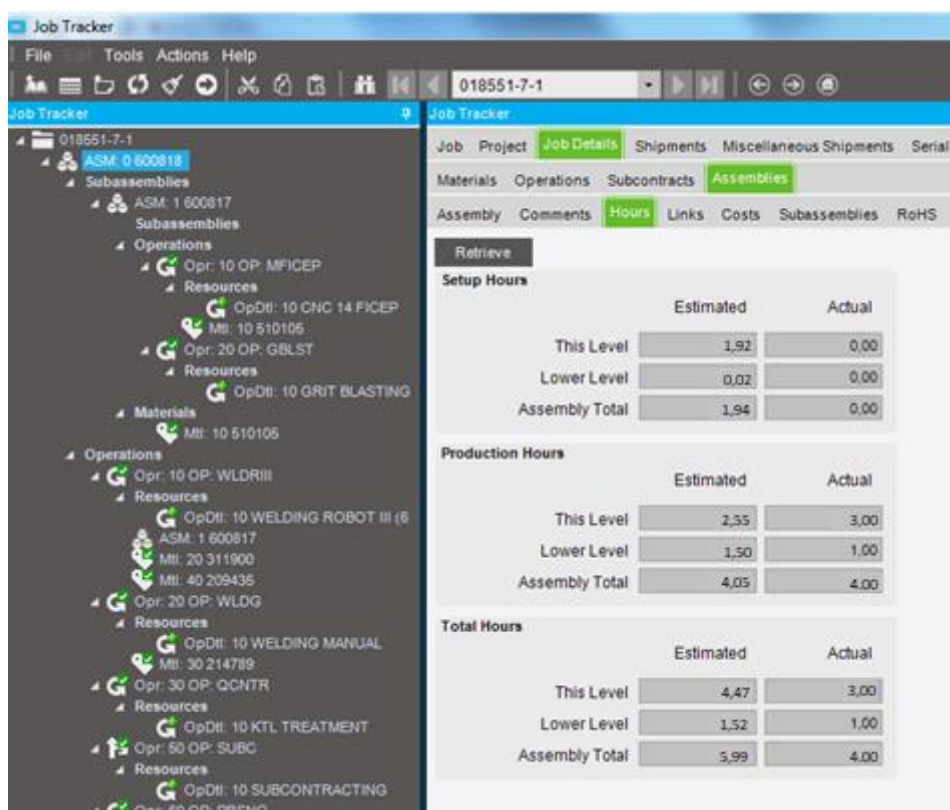 Job Tracker
File Edit Tools Actions Help
018551-7-1
Job Tracker
018551-7-1
ASM: 0 600818
Subassemblies
ASM: 1 600817
Subassemblies
Operations
Opr: 10 OP: MFICEP
Resources
OpDtl: 10 CNC 14 FICEP
Mtl: 10 510105
Opr: 20 OP: GBLST
Resources
OpDtl: 10 GRIT BLASTING
Materials
Mtl: 10 510105
Operations
Opr: 10 OP: WLDRIII
Resources
OpDtl: 10 WELDING ROBOT III (6
ASM: 1 600817
Mtl: 20 311900
Mtl: 40 209435
Opr: 20 OP: WLDG
Resources
OpDtl: 10 WELDING MANUAL
Mtl: 30 214789
Opr: 30 OP: QCNTR
Resources
OpDtl: 10 KTL TREATMENT
Opr: 50 OP: SUBC
Resources
OpDtl: 10 SUBCONTRACTING
Job Tracker
Job Project Job Details Shipments Miscellaneous Shipments Serial
Materials Operations Subcontracts Assemblies
Assembly Comments Hours Links Costs Subassemblies RoHS
Retrieve
Setup Hours
Estimated Actual
This Level 1,92 0,00
Lower Level 0,02 0,00
Assembly Total 1,94 0,00
Production Hours
Estimated Actual
This Level 2,55 3,00
Lower Level 1,50 1,00
Assembly Total 4,05 4.00
Total Hours
Estimated Actual
This Level 4,47 3,00
Lower Level 1,52 1,00
Assembly Total 5,99 4.00